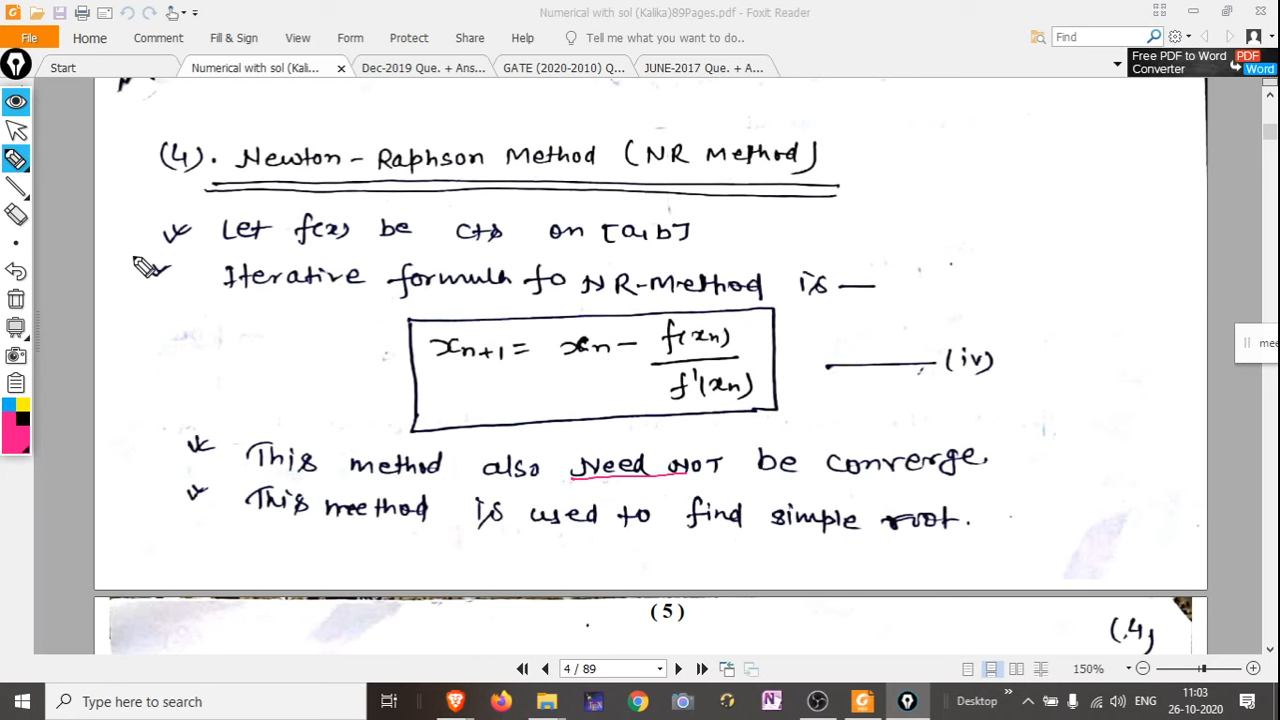 Numerical with sol (Kalika)89Pages.pdf - Foxit Reader
File Home Comment Fill & Sign View Form Protect Share Help Tell me what you want to do.. Find
Start Numerical with sol (Kali... Dec-2019 Que. + Ans... GATE (2020-2010) Q... JUNE-2017 Que. + A...
Free PDF to Word PDF
Converter Word
(4). Newton-Raphson Method (NR Method)
Let f(x) be cts on [a,b]
Iterative formula fo NR-Method is —
xn+1 = xn - f(xn)
f'(xn)
(iv)
This method also Need NOT be converge.
This method is used to find simple root.
mee
(5)
(.4)
4 / 89 150%
Type here to search Desktop ENG 11:03
26-10-2020